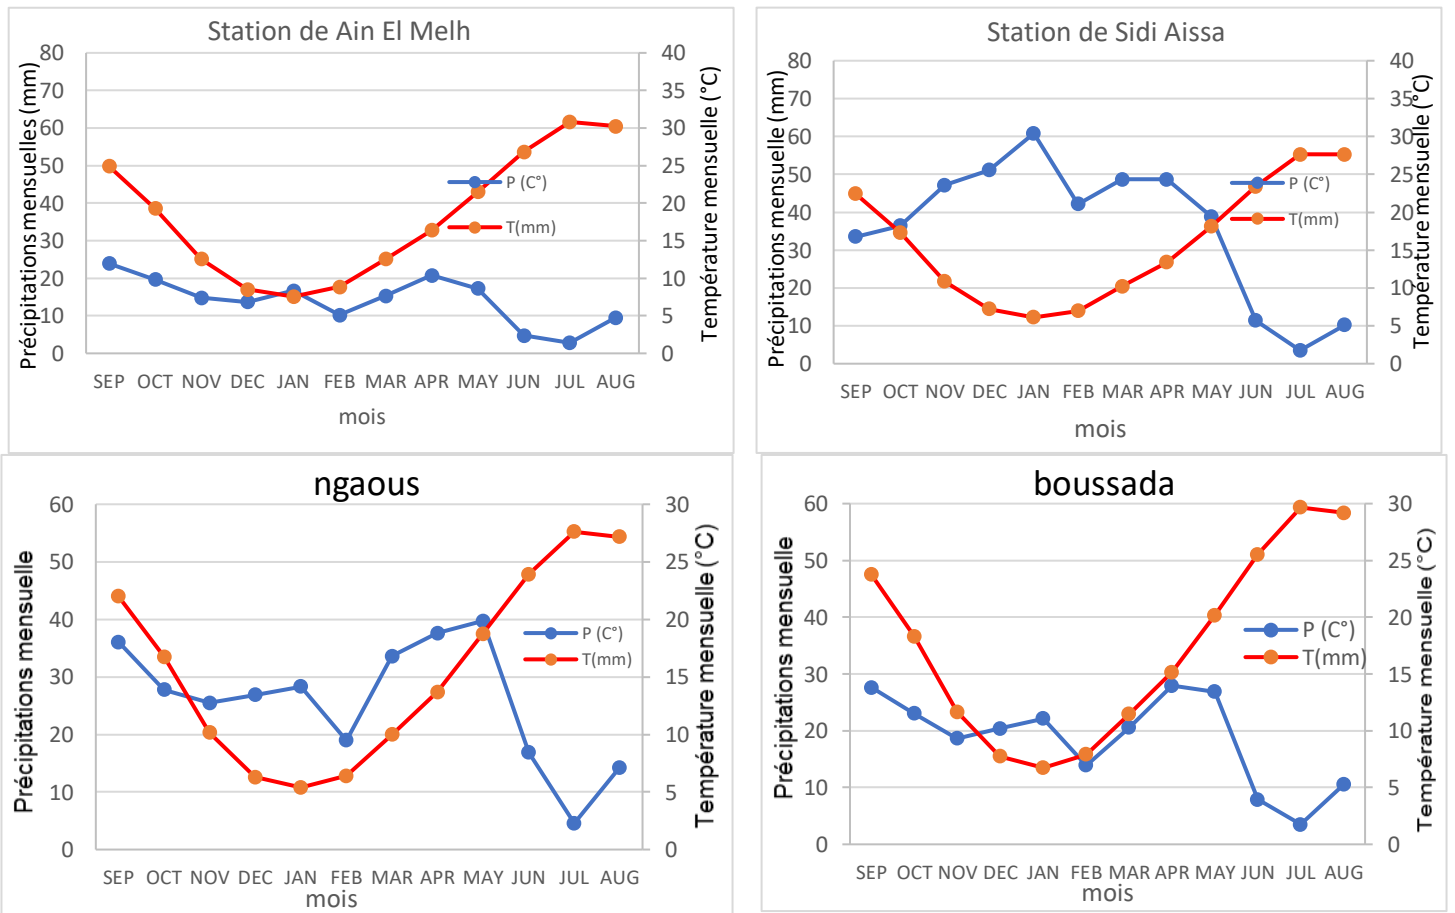 Station de Ain El Melh
Précipitations mensuelles (mm)
80
70
60
50
40
30
20
10
0
40
35
30
25
20
15
10
5
0
Température mensuelle (°C)
P (C°)
T(mm)
SEP OCT NOV DEC JAN FEB MAR APR MAY JUN JUL AUG
mois
Station de Sidi Aissa
Précipitations mensuelle (mm)
80
70
60
50
40
30
20
10
0
40
35
30
25
20
15
10
5
0
Température mensuelle (°C)
P (C°)
T(mm)
SEP OCT NOV DEC JAN FEB MAR APR MAY JUN JUL AUG
mois
ngaous
Précipitations mensuelle
60
50
40
30
20
10
0
30
25
20
15
10
5
0
Température mensuelle (°C)
P (C°)
T(mm)
SEP OCT NOV DEC JAN FEB MAR APR MAY JUN JUL AUG
mois
boussada
Précipitations mensuelle
60
50
40
30
20
10
0
30
25
20
15
10
5
0
Température mensuelle (°C)
P (C°)
T(mm)
SEP OCT NOV DEC JAN FEB MAR APR MAY JUN JUL AUG
mois